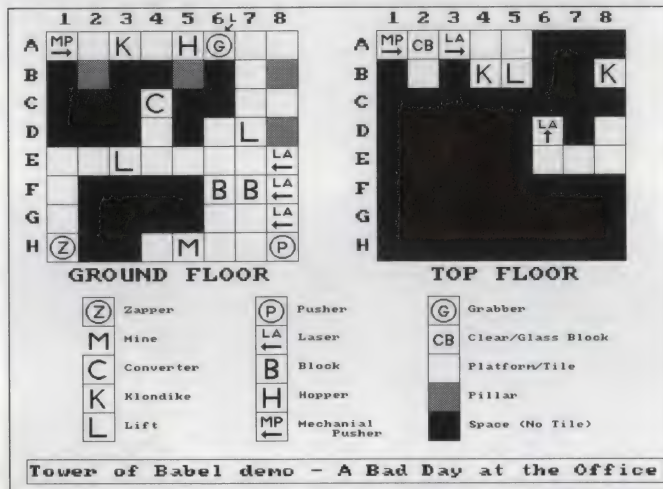 1 2 3 4 5 6 L 7 8
A MP K H G
B
C C
D L
E L LA
F B B LA
G LA
H Z M P
GROUND FLOOR
1 2 3 4 5 6 7 8
A MP CB LA
B K L K
C
D LA
E
F
G
H
TOP FLOOR
Z Zapper
M Mine
C Converter
K Klondike
L Lift
P Pusher
LA Laser
B Block
H Hopper
MP Mechanial
Pusher
G Grabber
CB Clear/Glass Block
Platform/Tile
Pillar
Space (No Tile)
Tower of Babel demo - A Bad Day at the Office